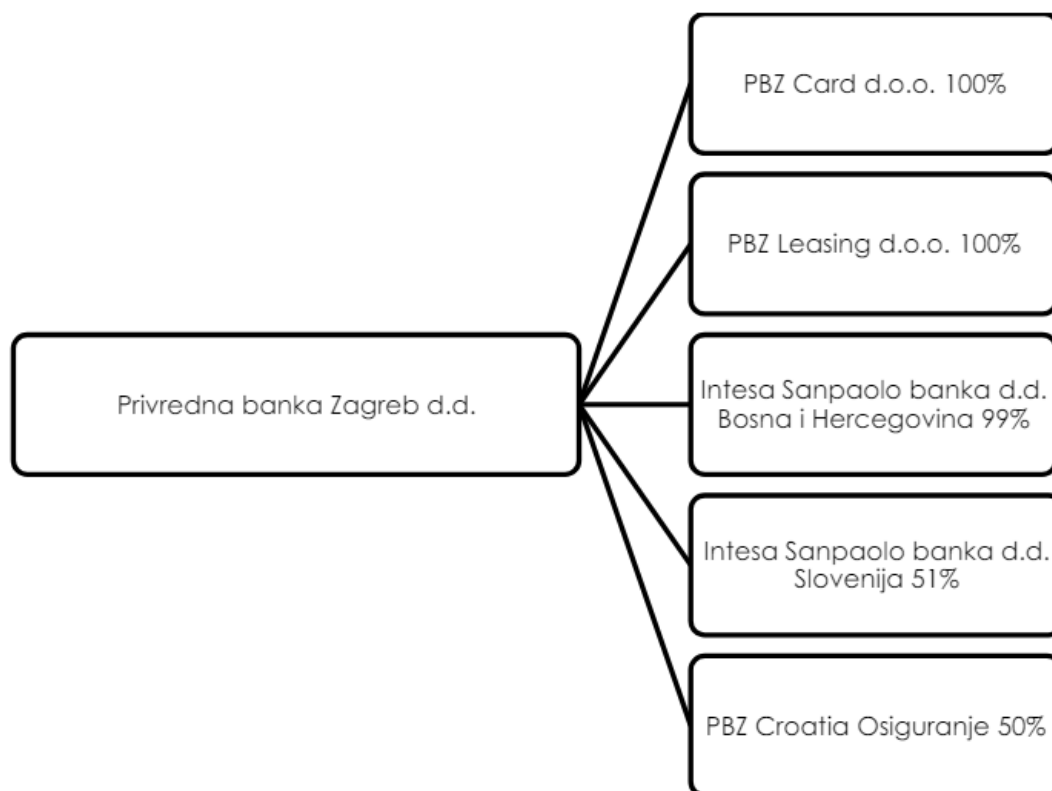 PBZ Card d.o.o. 100%
PBZ Leasing d.o.o. 100%
Privredna banka Zagreb d.d.
Intesa Sanpaolo banka d.d.
Bosna i Hercegovina 99%
Intesa Sanpaolo banka d.d.
Slovenija 51%
PBZ Croatia Osiguranje 50%